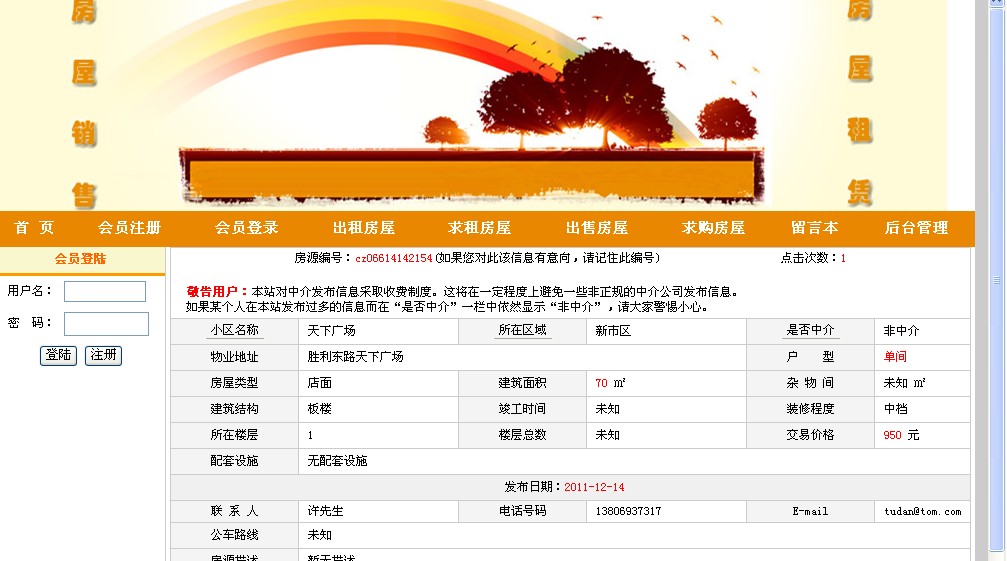 房屋销售
房屋租赁
首 页 会员注册 会员登录 出租房屋 求租房屋 出售房屋 求购房屋 留言本 后台管理
会员登陆
用户名：
密 码：
登陆 注册
房源编号：cz06614142154(如果您对此该信息有意向，请记住此编号) 点击次数：1
敬告用户：本站对中介发布信息采取收费制度。这将在一定程度上避免一些非正规的中介公司发布信息。
如果某个人在本站发布过多的信息而在“是否中介”一栏中依然显示“非中介”，请大家警惕小心。
小区名称 天下广场 所在区域 新市区 是否中介 非中介
物业地址 胜利东路天下广场 户 型 单间
房屋类型 店面 建筑面积 70 ㎡ 杂 物 间 未知 ㎡
建筑结构 板楼 竣工时间 未知 装修程度 中档
所在楼层 1 楼层总数 未知 交易价格 950 元
配套设施 无配套设施
发布日期：2011-12-14
联 系 人 许先生 电话号码 13806937317 E-mail tudan@tom.com
公车路线 未知
房源描述 暂无描述